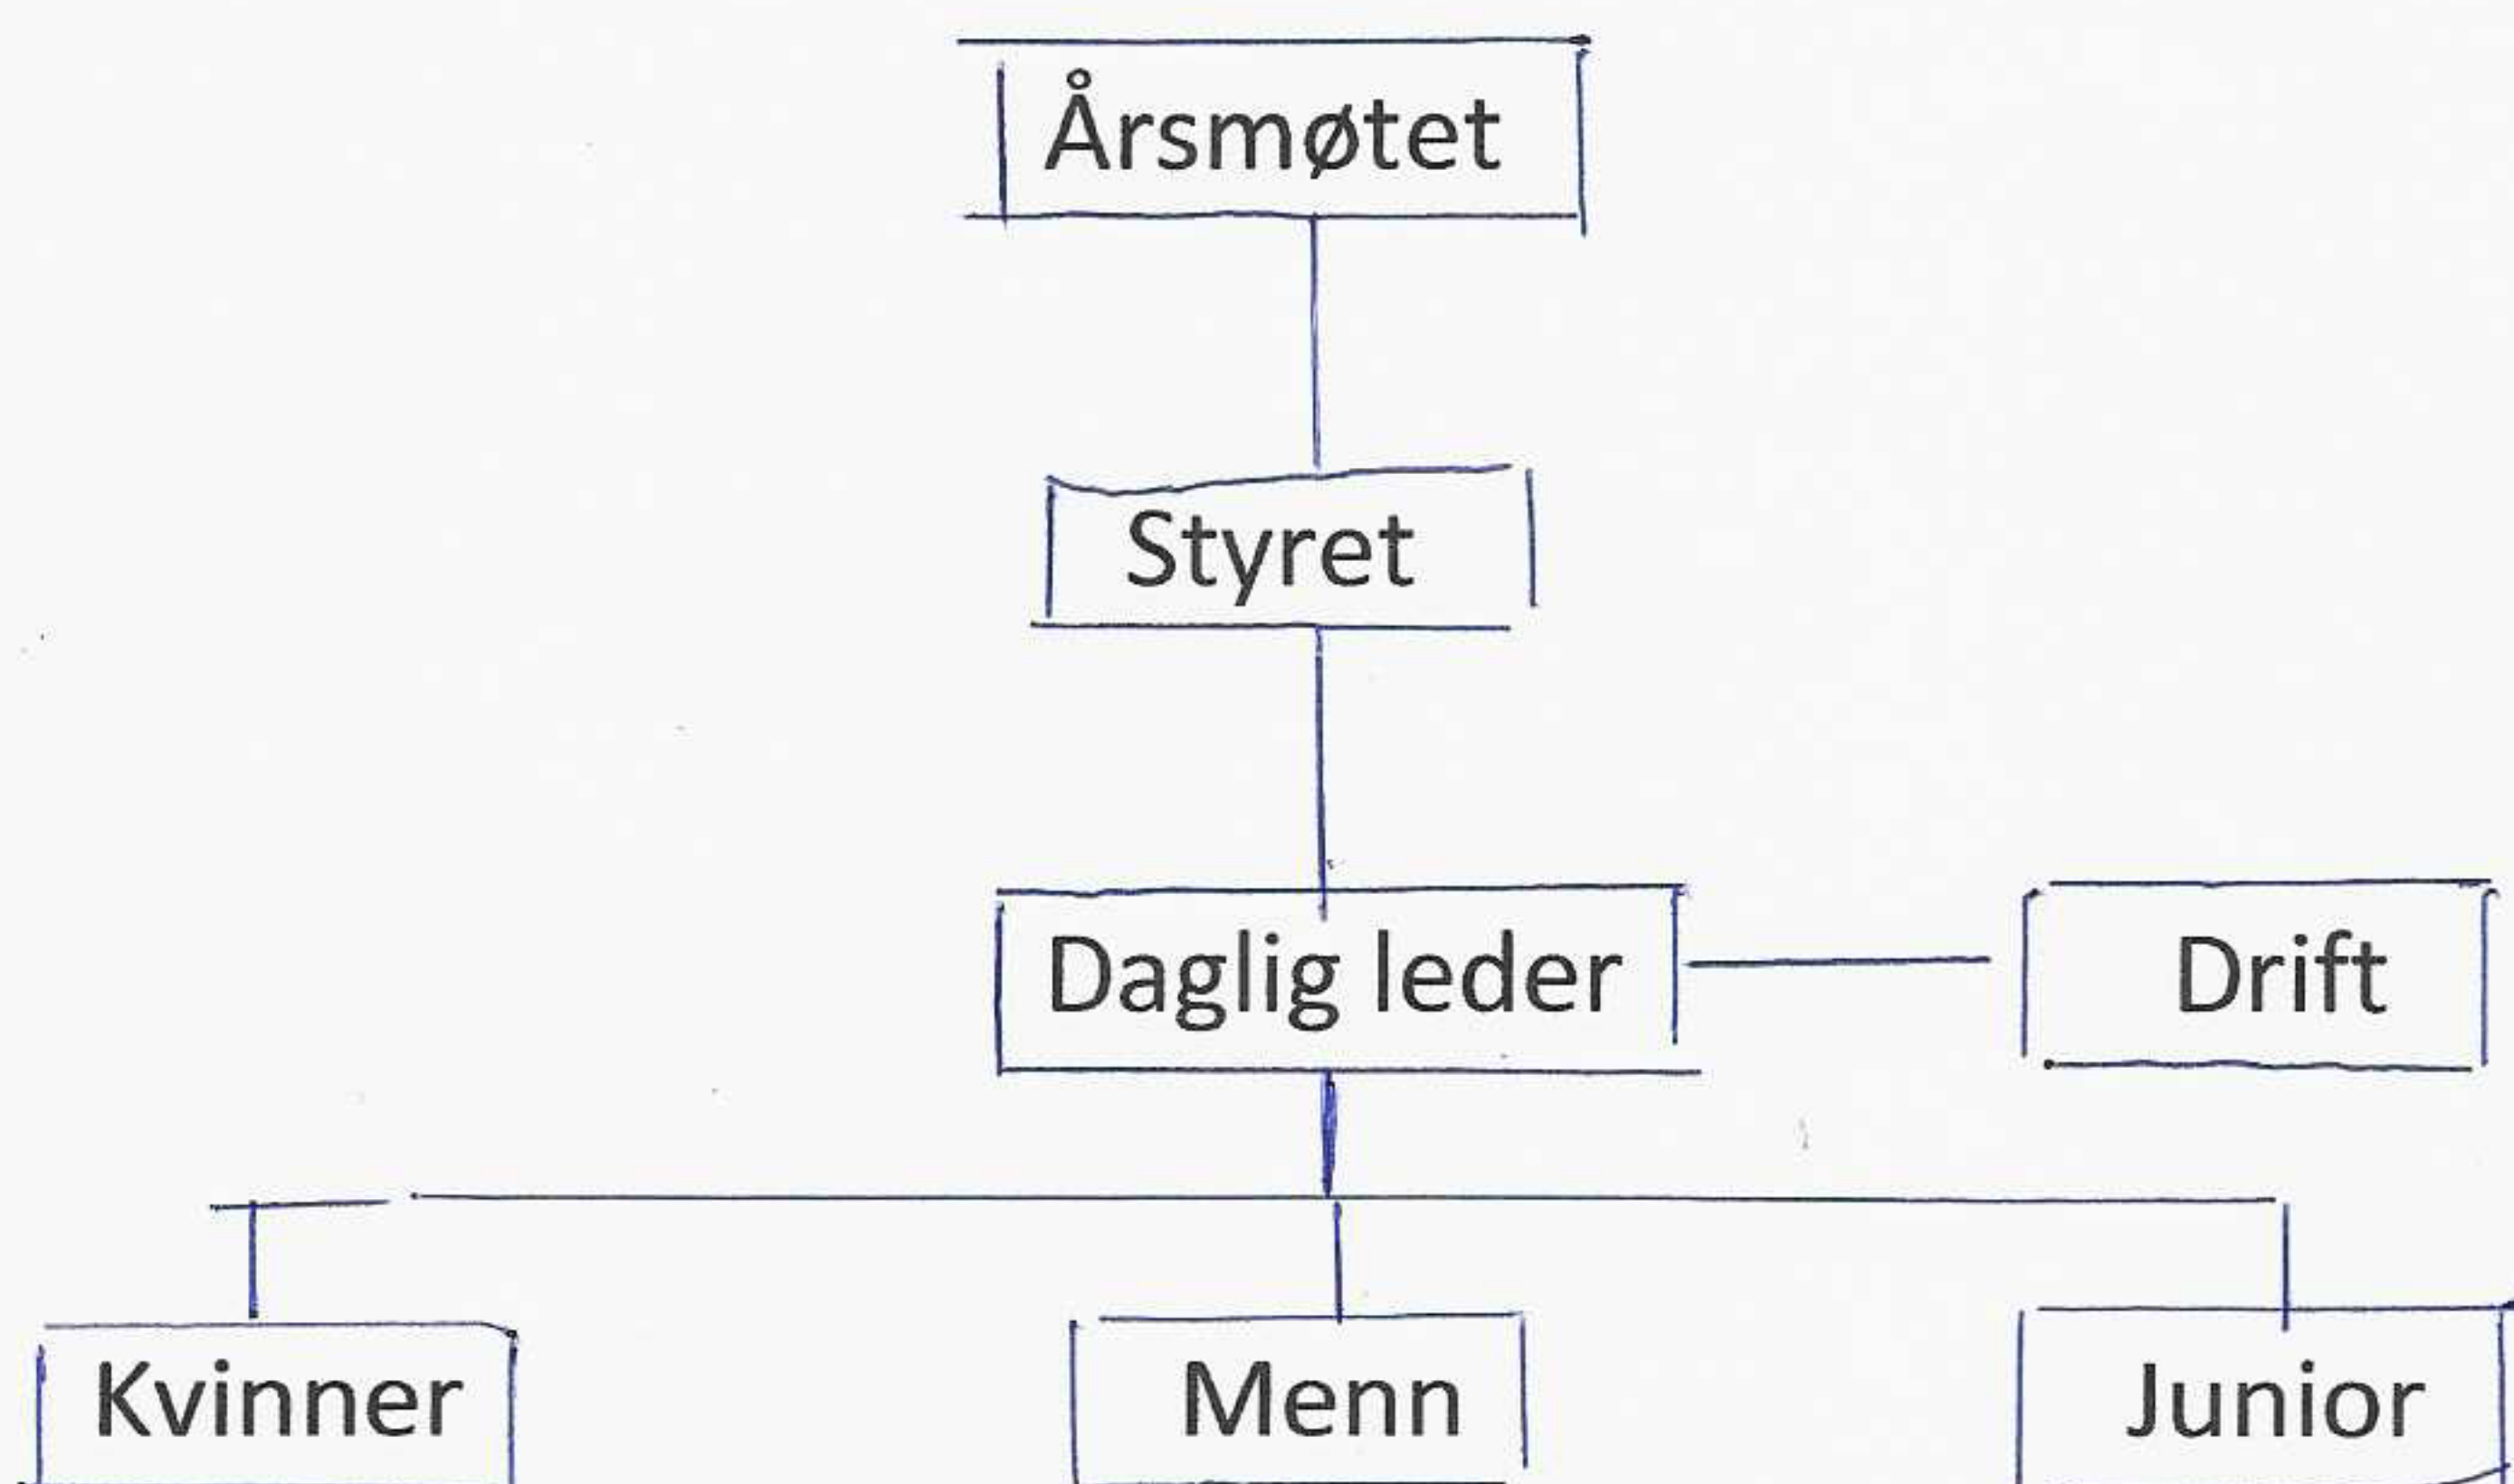 Årsmøtet
Styret
Daglig leder
Drift
Kvinner
Menn
Junior